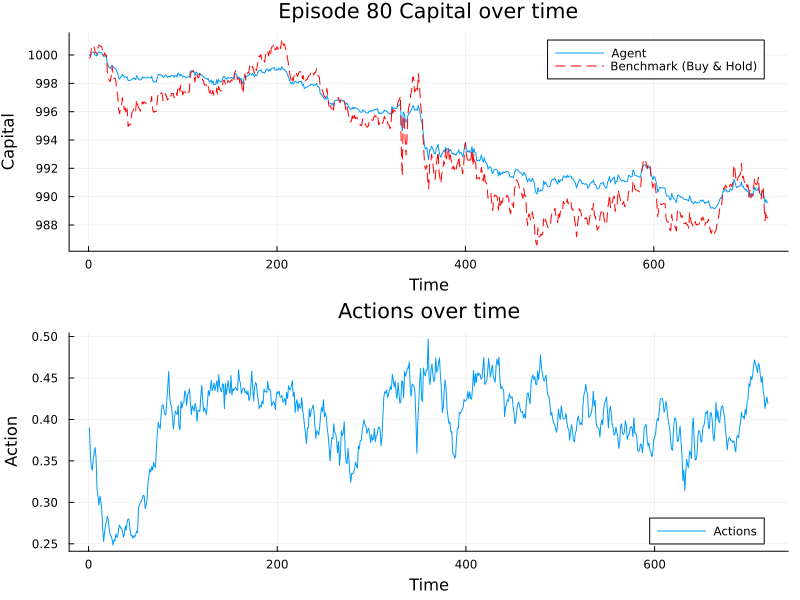 Episode 80 Capital over time
1000
998
996
994
992
990
988
Capital
Agent
Benchmark (Buy & Hold)
0
200
400
600
Time
Actions over time
0.50
0.45
0.40
0.35
0.30
0.25
Action
Actions
0
200
400
600
Time